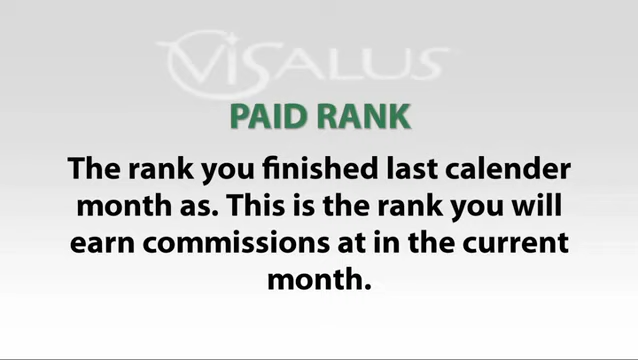 ViSALUS
PAID RANK
The rank you finished last calender
month as. This is the rank you will
earn commissions at in the current
month.